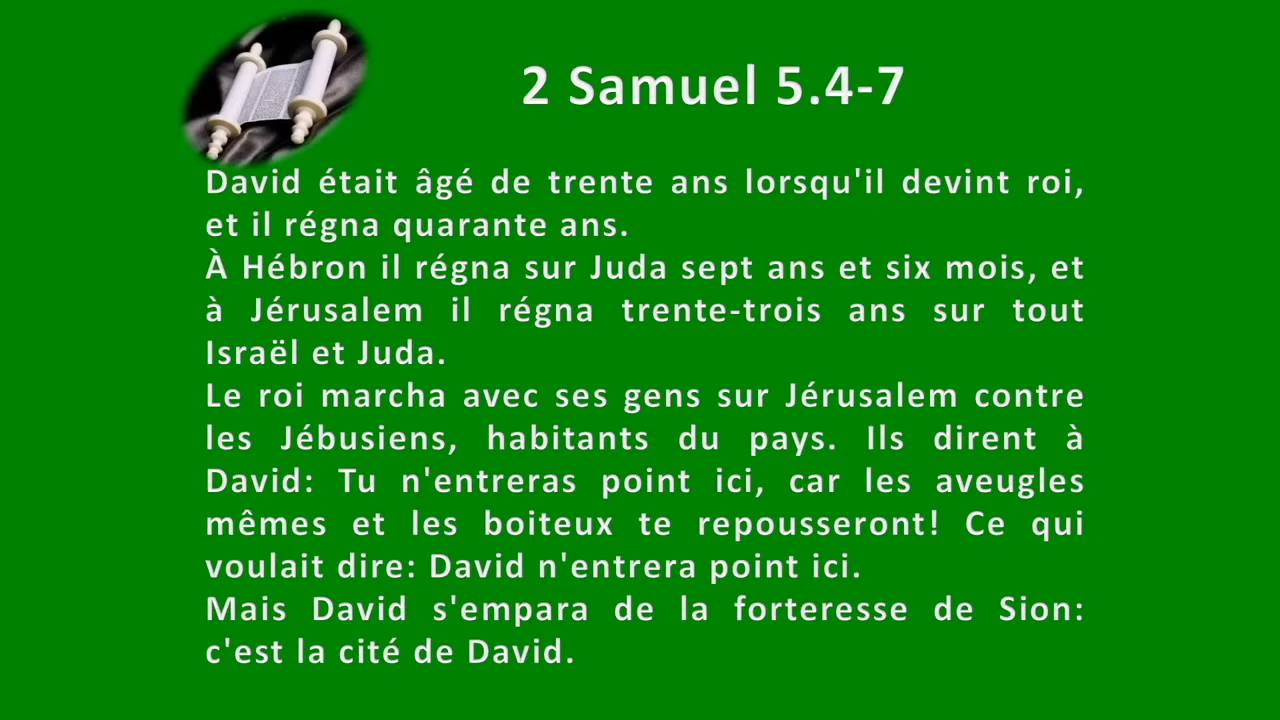 2 Samuel 5.4-7
David était âgé de trente ans lorsqu'il devint roi,
et il régna quarante ans.
À Hébron il régna sur Juda sept ans et six mois, et
à Jérusalem il régna trente-trois ans sur tout
Israël et Juda.
Le roi marcha avec ses gens sur Jérusalem contre
les Jébusiens, habitants du pays. Ils dirent à
David: Tu n'entreras point ici, car les aveugles
mêmes et les boiteux te repousseront! Ce qui
voulait dire: David n'entrera point ici.
Mais David s'empara de la forteresse de Sion:
c'est la cité de David.